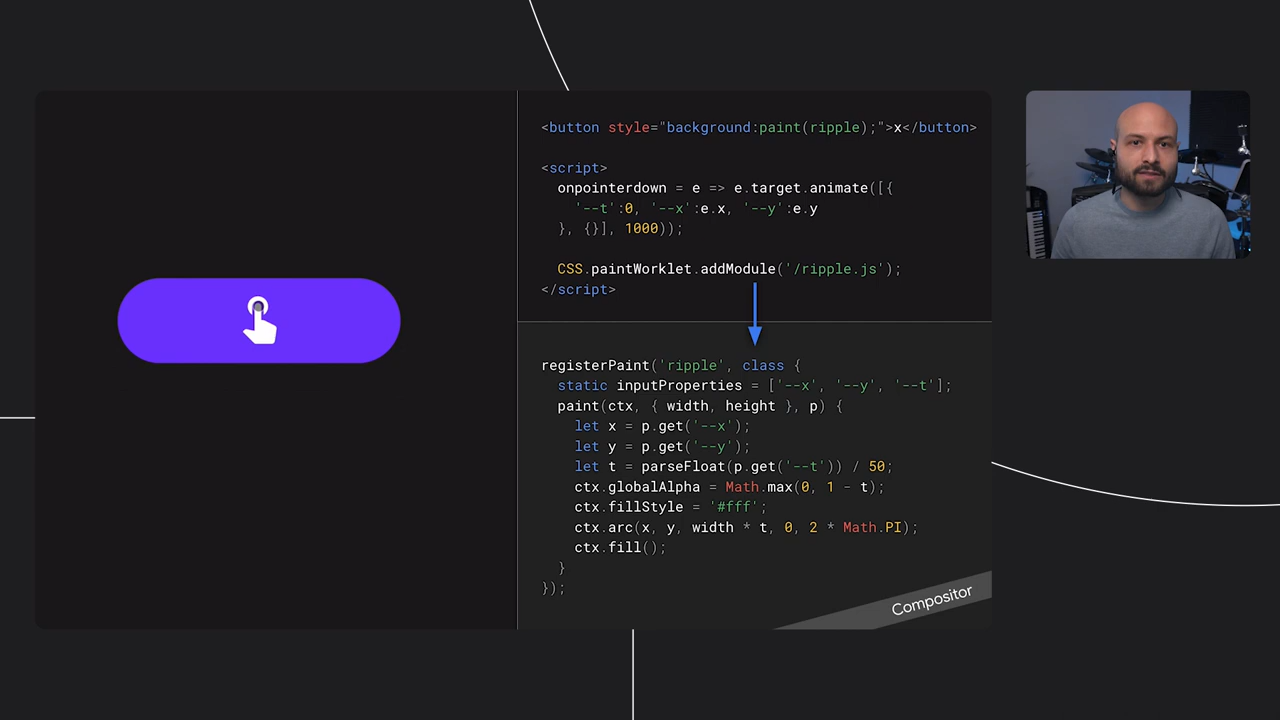 <button style="background:paint(ripple);">x</button>
<script>
onpointerdown = e => e.target.animate([{
'--t':0, '--x':e.x, '--y':e.y
}, {}], 1000));
CSS.paintWorklet.addModule('/ripple.js');
</script>
registerPaint('ripple', class {
static inputProperties = ['--x', '--y', '--t'];
paint(ctx, { width, height }, p) {
let x = p.get('--x');
let y = p.get('--y');
let t = parseFloat(p.get('--t')) / 50;
ctx.globalAlpha = Math.max(0, 1 - t);
ctx.fillStyle = '#fff';
ctx.arc(x, y, width * t, 0, 2 * Math.PI);
ctx.fill();
}
});
Compositor